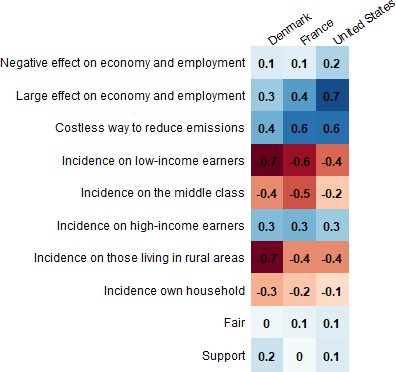 Denmark France United States
Negative effect on economy and employment 0.1 0.1 0.2
Large effect on economy and employment 0.3 0.4 0.7
Costless way to reduce emissions 0.4 0.6 0.6
Incidence on low-income earners -0.7 -0.6 -0.4
Incidence on the middle class -0.4 -0.5 -0.2
Incidence on high-income earners 0.3 0.3 0.3
Incidence on those living in rural areas -0.7 -0.4 -0.4
Incidence own household -0.3 -0.2 -0.1
Fair 0 0.1 0.1
Support 0.2 0 0.1